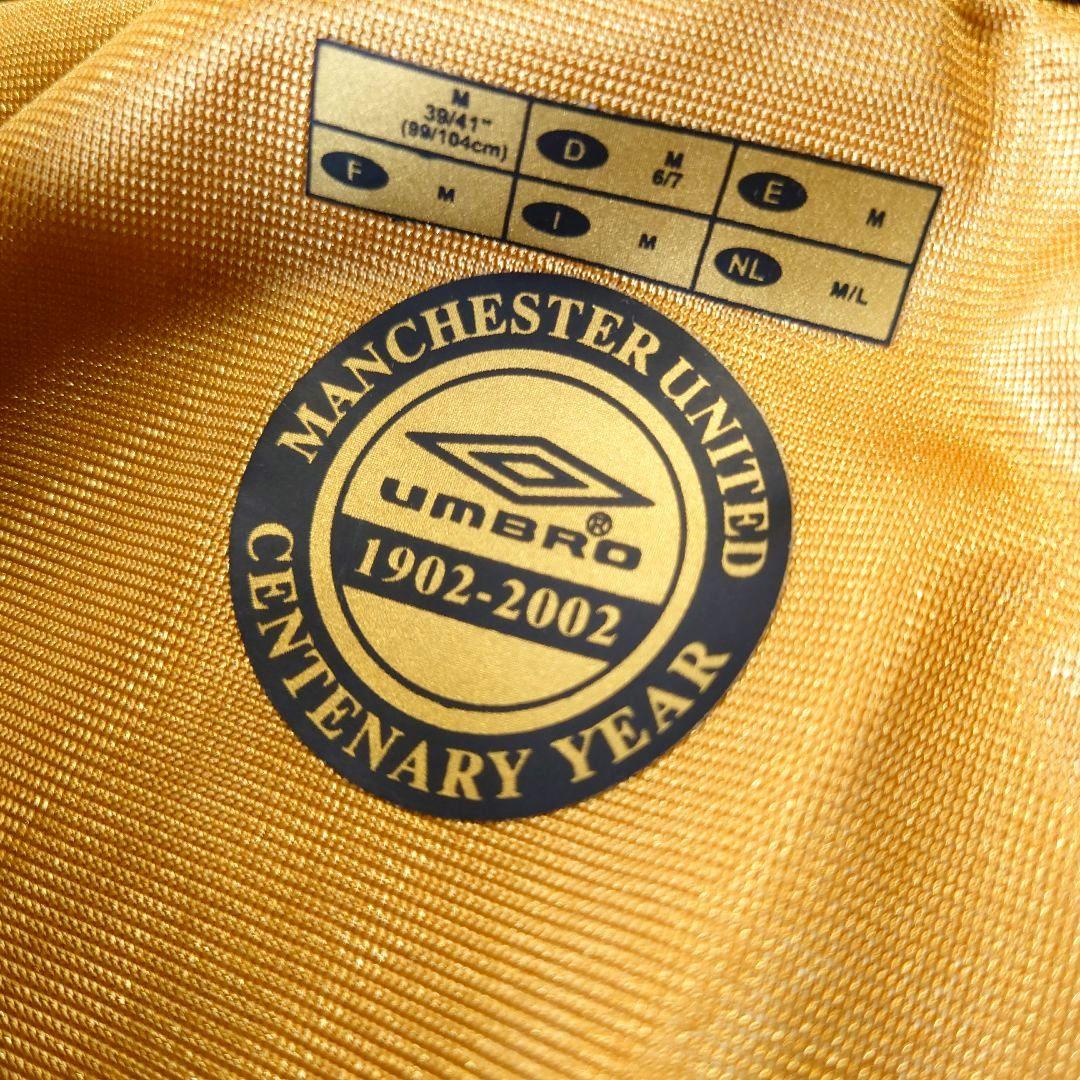 M
39/41"
(99/104cm)
D M
6/7
E M
F M
I M
NL M/L
MANCHESTER UNITED
umBRO®
1902-2002
CENTENARY YEAR